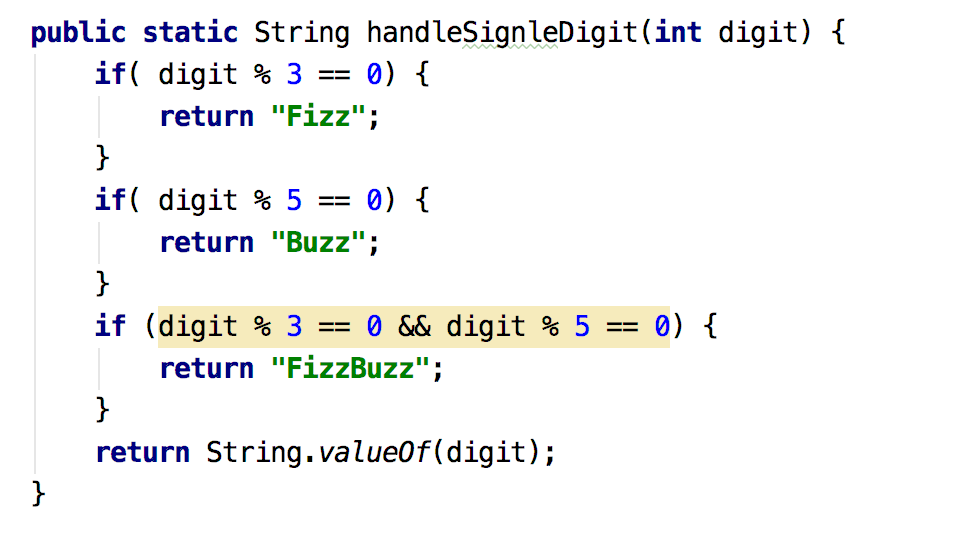 public static String handleSignleDigit(int digit) {
    if( digit % 3 == 0) {
        return "Fizz";
    }
    if( digit % 5 == 0) {
        return "Buzz";
    }
    if (digit % 3 == 0 && digit % 5 == 0) {
        return "FizzBuzz";
    }
    return String.valueOf(digit);
}